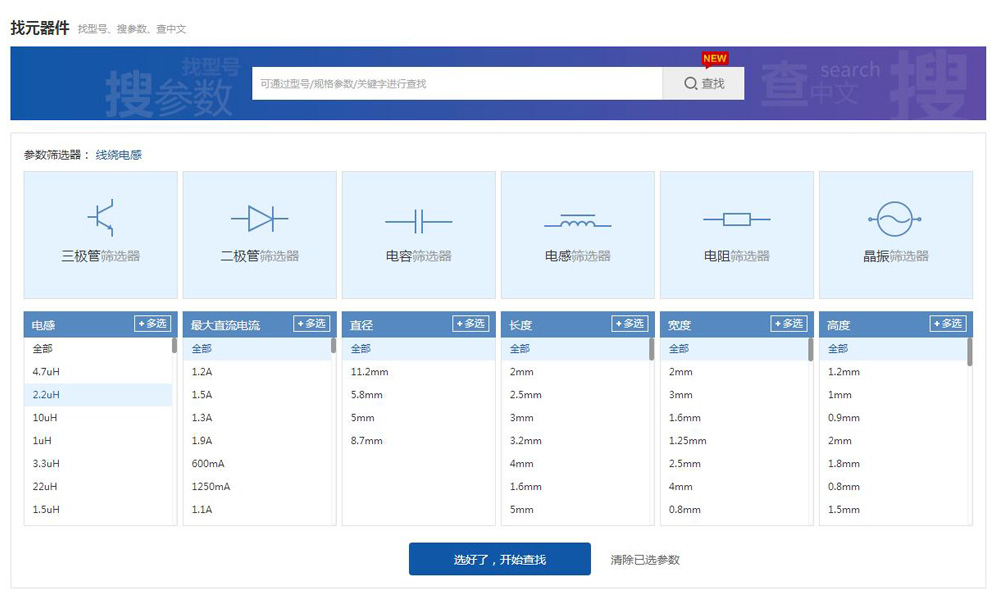 找元器件 找型号、搜参数、查中文
搜参数 找型号
可通过型号/规格参数/关键字进行查找
NEW
查找
查中文 search 搜
参数筛选器： 线绕电感
三极管筛选器 二极管筛选器 电容筛选器 电感筛选器 电阻筛选器 晶振筛选器
电感 +多选 最大直流电流 +多选 直径 +多选 长度 +多选 宽度 +多选 高度 +多选
全部 全部 全部 全部 全部 全部
4.7uH 1.2A 11.2mm 2mm 2mm 1.2mm
2.2uH 1.5A 5.8mm 2.5mm 3mm 1mm
10uH 1.3A 5mm 3mm 1.6mm 0.9mm
1uH 1.9A 8.7mm 3.2mm 1.25mm 2mm
3.3uH 600mA 4mm 2.5mm 1.8mm
22uH 1250mA 1.6mm 4mm 0.8mm
1.5uH 1.1A 5mm 0.8mm 1.5mm
选好了，开始查找 清除已选参数